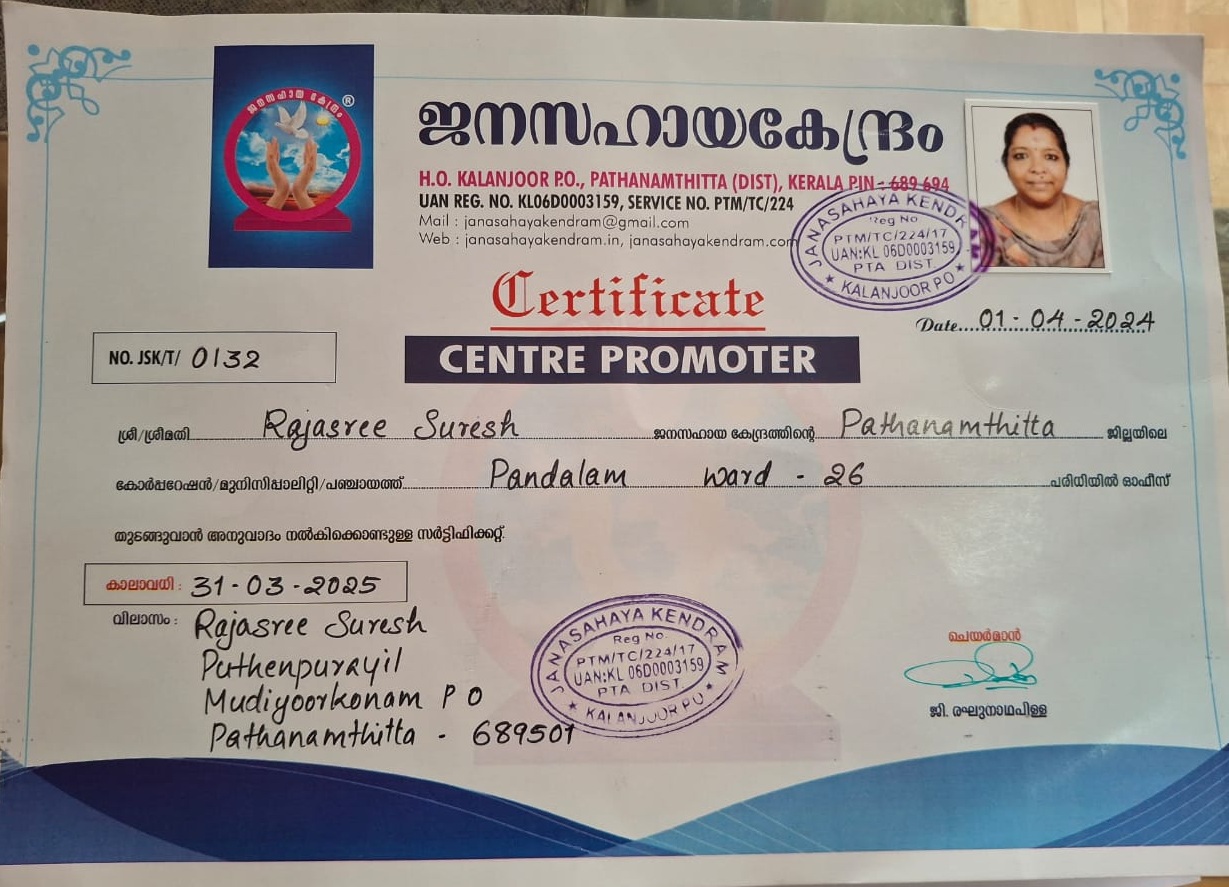 ജനസഹായ കേന്ദ്രം ®
ജനസഹായകേന്ദ്രം
H.O. KALANJOOR P.O., PATHANAMTHITTA (DIST), KERALA PIN - 689 694
UAN REG. NO. KL06D0003159, SERVICE NO. PTM/TC/224
Mail : janasahayakendram@gmail.com
Web : janasahayakendram.in, janasahayakendram.com
JANASAHAYA KENDRAM
Reg No
PTM/TC/224/17
UAN:KL 06D0003159
PTA DIST.
★ KALANJOOR PO ★
Certificate
Date....01-04-2024
NO. JSK/T/ 0132
CENTRE PROMOTER
ശ്രീ/ശ്രീമതി Rajasree Suresh ജനസഹായ കേന്ദ്രത്തിന്റെ Pathanamthitta ജില്ലയിലെ
കോർപ്പറേഷൻ/മുനിസിപ്പാലിറ്റി/പഞ്ചായത്ത് Pandalam ward - 26 പരിധിയിൽ ഓഫീസ്
തുടങ്ങുവാൻ അനുവാദം നൽകിക്കൊണ്ടുള്ള സർട്ടിഫിക്കറ്റ്.
കാലാവധി : 31-03-2025
വിലാസം : Rajasree Suresh
Puthenpurayil
Mudiyoorkonam P O
Pathanamthitta - 689501
JANASAHAYA KENDRAM
Reg No.
PTM/TC/224/17
UAN:KL 06D0003159
PTA DIST.
★ KALANJOOR PO ★
ചെയർമാൻ
ജി. രഘുനാഥപിള്ള